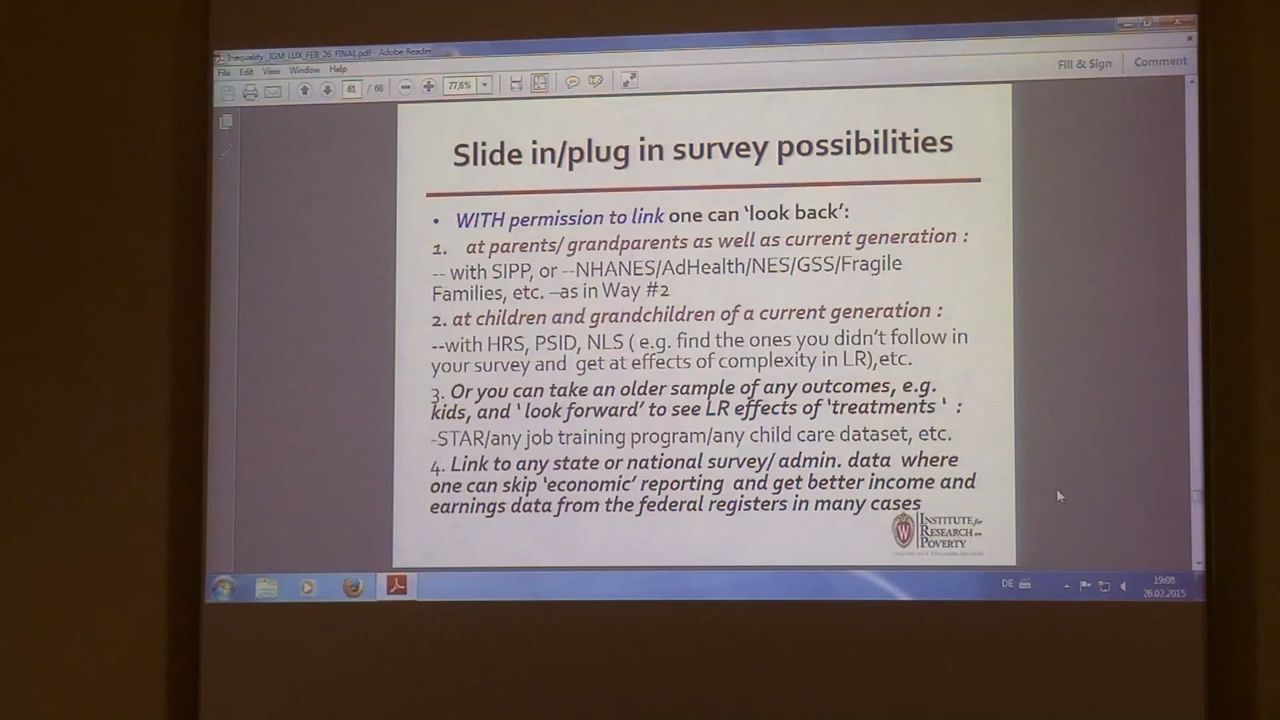 Inequality_JGM_LUX_FEB_26_FINAL.pdf - Adobe Reader
File Edit View Window Help
Fill & Sign Comment
61 / 68 77,6%
Slide in/plug in survey possibilities
• WITH permission to link one can ‘look back’:
1. at parents/ grandparents as well as current generation :
-- with SIPP, or --NHANES/AdHealth/NES/GSS/Fragile
Families, etc. –as in Way #2
2. at children and grandchildren of a current generation :
--with HRS, PSID, NLS ( e.g. find the ones you didn’t follow in
your survey and get at effects of complexity in LR),etc.
3. Or you can take an older sample of any outcomes, e.g.
kids, and ‘ look forward’ to see LR effects of ‘treatments ‘ :
-STAR/any job training program/any child care dataset, etc.
4. Link to any state or national survey/ admin. data where
one can skip ‘economic’ reporting and get better income and
earnings data from the federal registers in many cases
INSTITUTE for
RESEARCH on
POVERTY
DE
19:08
26.02.2015